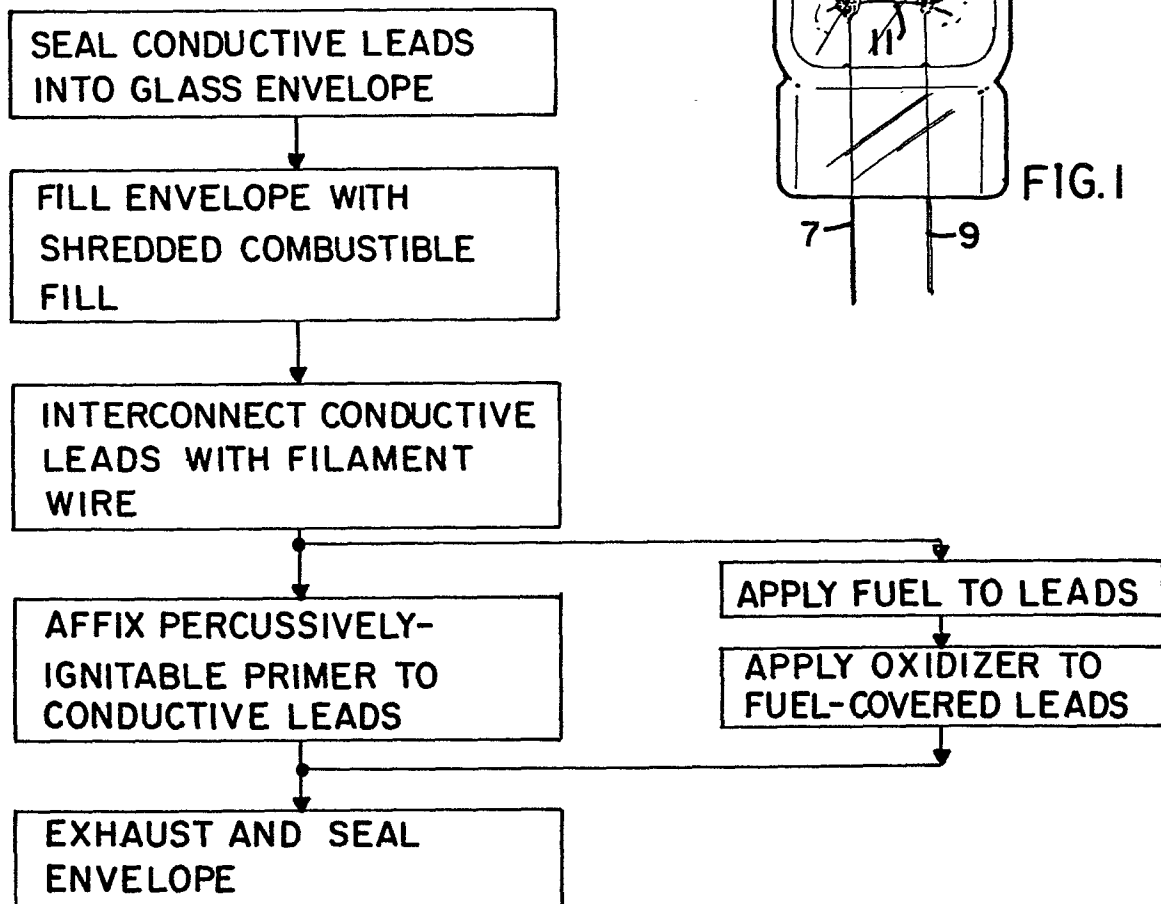 11
FIG. 1
7
9
SEAL CONDUCTIVE LEADS
INTO GLASS ENVELOPE
FILL ENVELOPE WITH
SHREDDED COMBUSTIBLE
FILL
INTERCONNECT CONDUCTIVE
LEADS WITH FILAMENT
WIRE
AFFIX PERCUSSIVELY-
IGNITABLE PRIMER TO
CONDUCTIVE LEADS
APPLY FUEL TO LEADS
APPLY OXIDIZER TO
FUEL-COVERED LEADS
EXHAUST AND SEAL
ENVELOPE